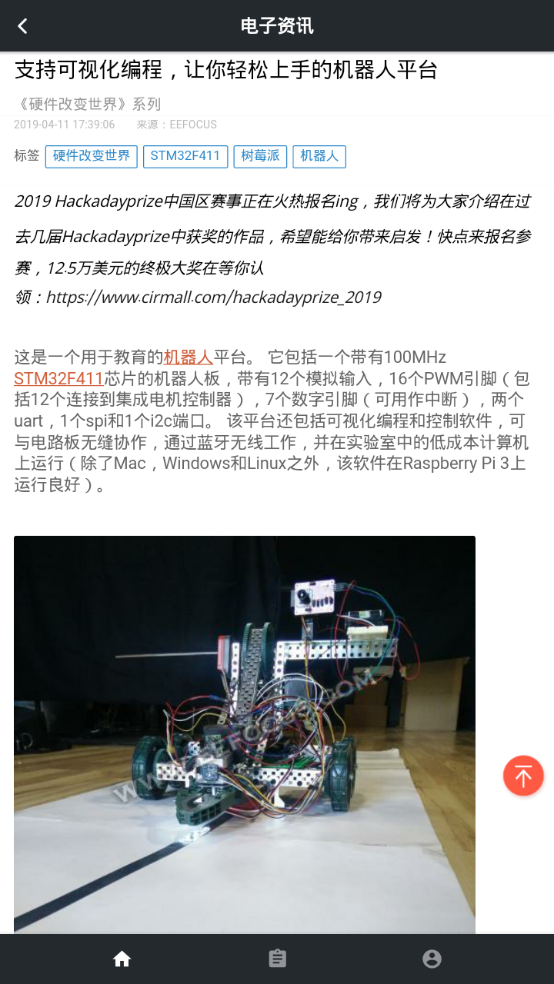 电子资讯
支持可视化编程，让你轻松上手的机器人平台
《硬件改变世界》系列
2019-04-11 17:39:06 来源：EEFOCUS
标签 硬件改变世界 STM32F411 树莓派 机器人
2019 Hackadayprize中国区赛事正在火热报名ing，我们将为大家介绍在过
去几届Hackadayprize中获奖的作品，希望能给你带来启发！快点来报名参
赛，12.5万美元的终极大奖在等你认
领：https://www.cirmall.com/hackadayprize_2019
这是一个用于教育的机器人平台。 它包括一个带有100MHz
STM32F411芯片的机器人板，带有12个模拟输入，16个PWM引脚（包
括12个连接到集成电机控制器），7个数字引脚（可用作中断），两个
uart，1个spi和1个i2c端口。 该平台还包括可视化编程和控制软件，可
与电路板无缝协作，通过蓝牙无线工作，并在实验室中的低成本计算机
上运行（除了Mac，Windows和Linux之外，该软件在Raspberry Pi 3上
运行良好）。
WWW.EEFOCUS.COM